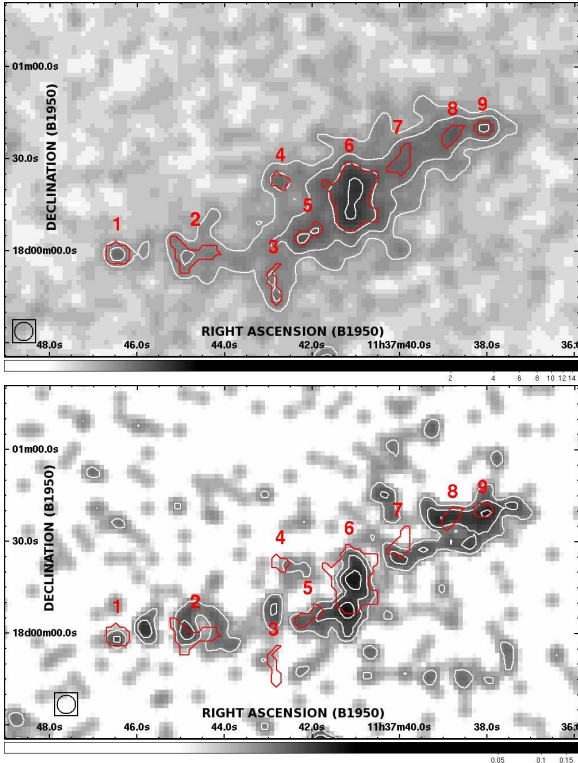 01m00.0s
DECLINATION (B1950)
9
8
7
6
30.0s
4
5
1
2
3
18d00m00.0s
RIGHT ASCENSION (B1950)
48.0s 46.0s 44.0s 42.0s 11h37m40.0s 38.0s 36.0
2 4 6 8 10 12 14
01m00.0s
DECLINATION (B1950)
9
8
7
6
30.0s
4
5
1
2
3
18d00m00.0s
RIGHT ASCENSION (B1950)
48.0s 46.0s 44.0s 42.0s 11h37m40.0s 38.0s 36.0
0.05 0.1 0.15